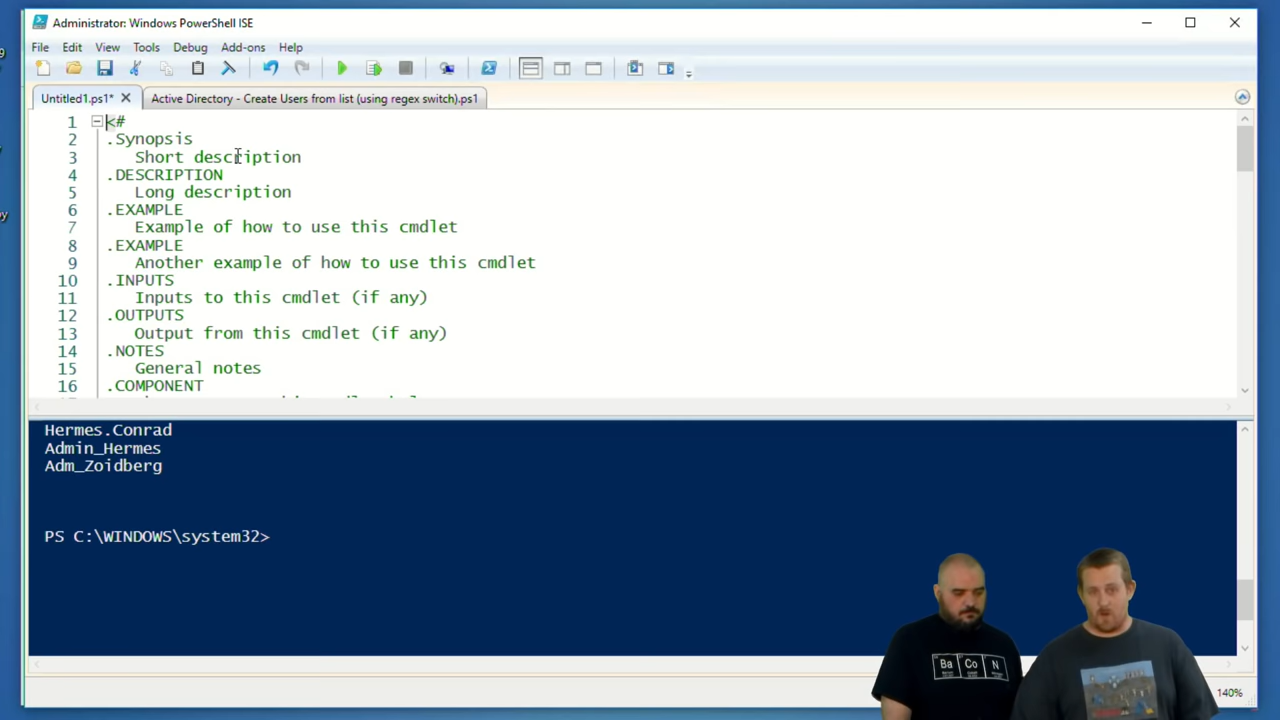 Administrator: Windows PowerShell ISE
File Edit View Tools Debug Add-ons Help
Untitled1.ps1* Active Directory - Create Users from list (using regex switch).ps1
1 <#
2 .Synopsis
3 Short description
4 .DESCRIPTION
5 Long description
6 .EXAMPLE
7 Example of how to use this cmdlet
8 .EXAMPLE
9 Another example of how to use this cmdlet
10 .INPUTS
11 Inputs to this cmdlet (if any)
12 .OUTPUTS
13 Output from this cmdlet (if any)
14 .NOTES
15 General notes
16 .COMPONENT
Hermes.Conrad
Admin_Hermes
Adm_Zoidberg
PS C:\WINDOWS\system32>
Ba Co N
140%